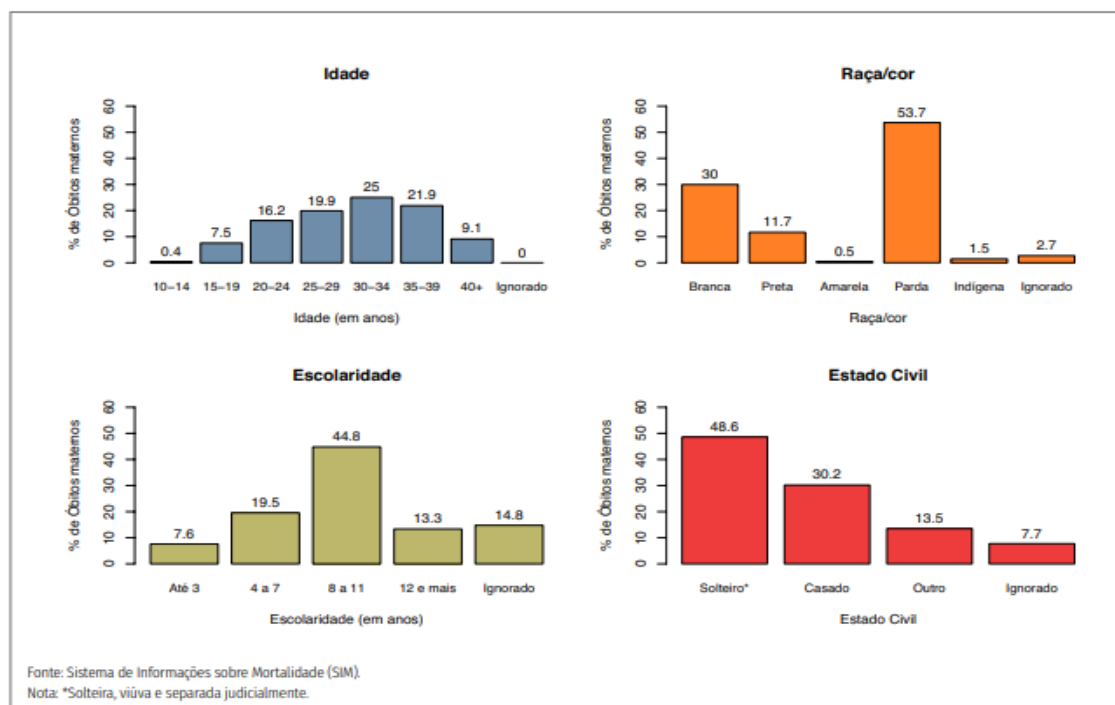 Idade
% de Óbitos maternos
60
50
40
30
20
10
0
0.4
7.5
16.2
19.9
25
21.9
9.1
0
10–14 15–19 20–24 25–29 30–34 35–39 40+ Ignorado
Idade (em anos)
Raça/cor
% de Óbitos maternos
60
50
40
30
20
10
0
30
11.7
0.5
53.7
1.5
2.7
Branca Preta Amarela Parda Indígena Ignorado
Raça/cor
Escolaridade
% de Óbitos maternos
60
50
40
30
20
10
0
7.6
19.5
44.8
13.3
14.8
Até 3 4 a 7 8 a 11 12 e mais Ignorado
Escolaridade (em anos)
Estado Civil
% de Óbitos maternos
60
50
40
30
20
10
0
48.6
30.2
13.5
7.7
Solteiro* Casado Outro Ignorado
Estado Civil
Fonte: Sistema de Informações sobre Mortalidade (SIM).
Nota: *Solteira, viúva e separada judicialmente.